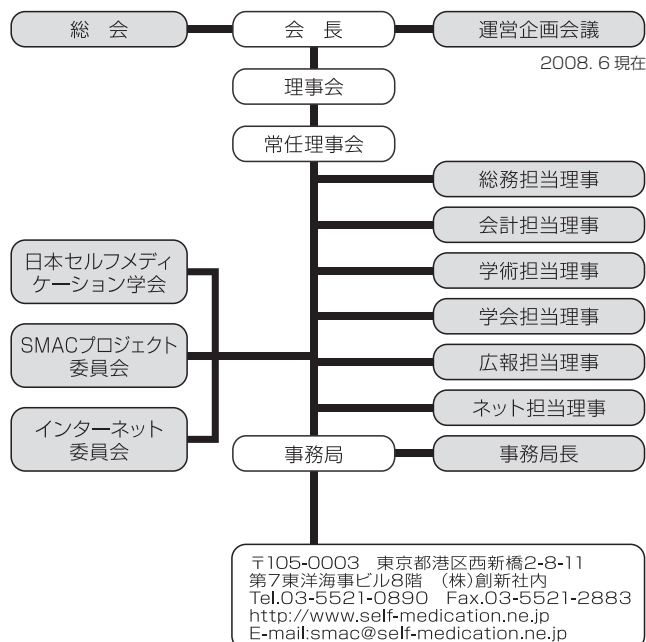 総 会
会 長
運営企画会議
2008. 6 現在
理事会
常任理事会
総務担当理事
会計担当理事
学術担当理事
学会担当理事
広報担当理事
ネット担当理事
日本セルフメディ
ケーション学会
SMACプロジェクト
委員会
インターネット
委員会
事務局
事務局長
〒105-0003 東京都港区西新橋2-8-11
第7東洋海事ビル8階 (株)創新社内
Tel.03-5521-0890 Fax.03-5521-2883
http://www.self-medication.ne.jp
E-mail:smac@self-medication.ne.jp